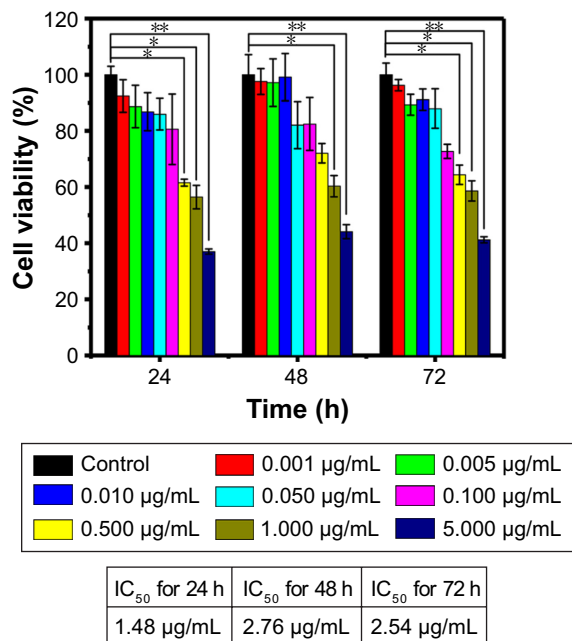 ** ** **
* * *
* *
120
100
80
60
40
20
0
Cell viability (%)
24 48 72
Time (h)
Control 0.001 µg/mL 0.005 µg/mL
0.010 µg/mL 0.050 µg/mL 0.100 µg/mL
0.500 µg/mL 1.000 µg/mL 5.000 µg/mL
IC50 for 24 h IC50 for 48 h IC50 for 72 h
1.48 µg/mL 2.76 µg/mL 2.54 µg/mL